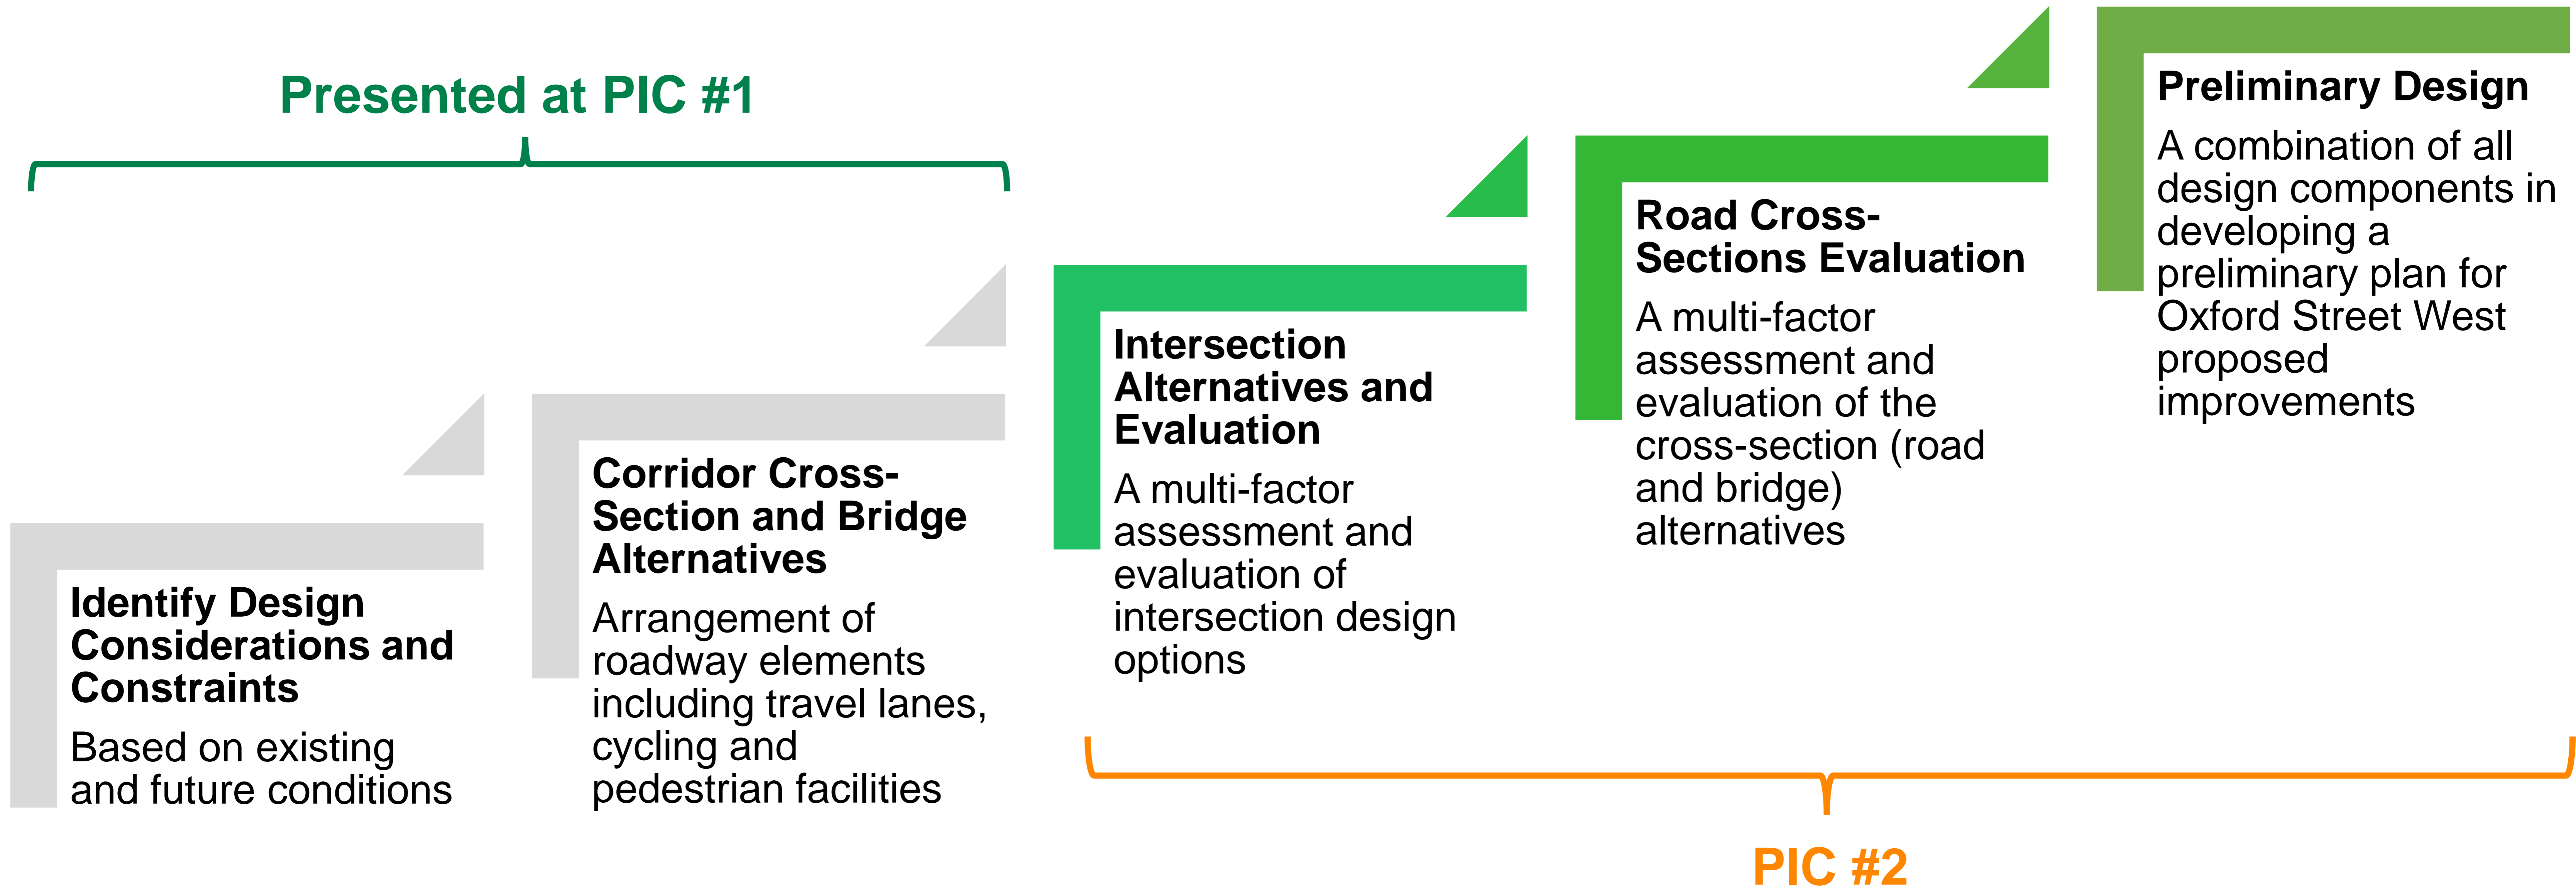 Presented at PIC #1
Identify Design
Considerations and
Constraints
Based on existing
and future conditions
Corridor Cross-
Section and Bridge
Alternatives
Arrangement of
roadway elements
including travel lanes,
cycling and
pedestrian facilities
Intersection
Alternatives and
Evaluation
A multi-factor
assessment and
evaluation of
intersection design
options
Road Cross-
Sections Evaluation
A multi-factor
assessment and
evaluation of the
cross-section (road
and bridge)
alternatives
Preliminary Design
A combination of all
design components in
developing a
preliminary plan for
Oxford Street West
proposed
improvements
PIC #2